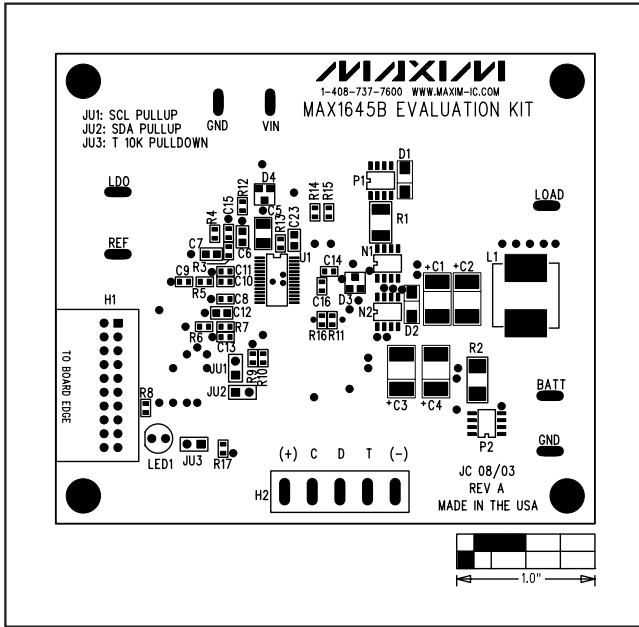 MAXIM
1-408-737-7600 WWW.MAXIM-IC.COM
MAX1645B EVALUATION KIT
JU1: SCL PULLUP
JU2: SDA PULLUP
JU3: T 10K PULLDOWN
GND
VIN
LDO
REF
H1
TO BOARD EDGE
D4
R12
C15
R4
C5
R13
C23
R14
R15
P1
D1
R1
LOAD
C7
C6
U1
R3
C11
C9
R5
C10
C14
N1
D3
C16
+C1
+C2
L1
C8
C12
R6
R7
C13
R16
R11
N2
D2
JU1
R9
R10
JU2
+C3
+C4
R2
BATT
R8
LED1
JU3
R17
P2
GND
(+) C D T (-)
H2
JC 08/03
REV A
MADE IN THE USA
1.0"